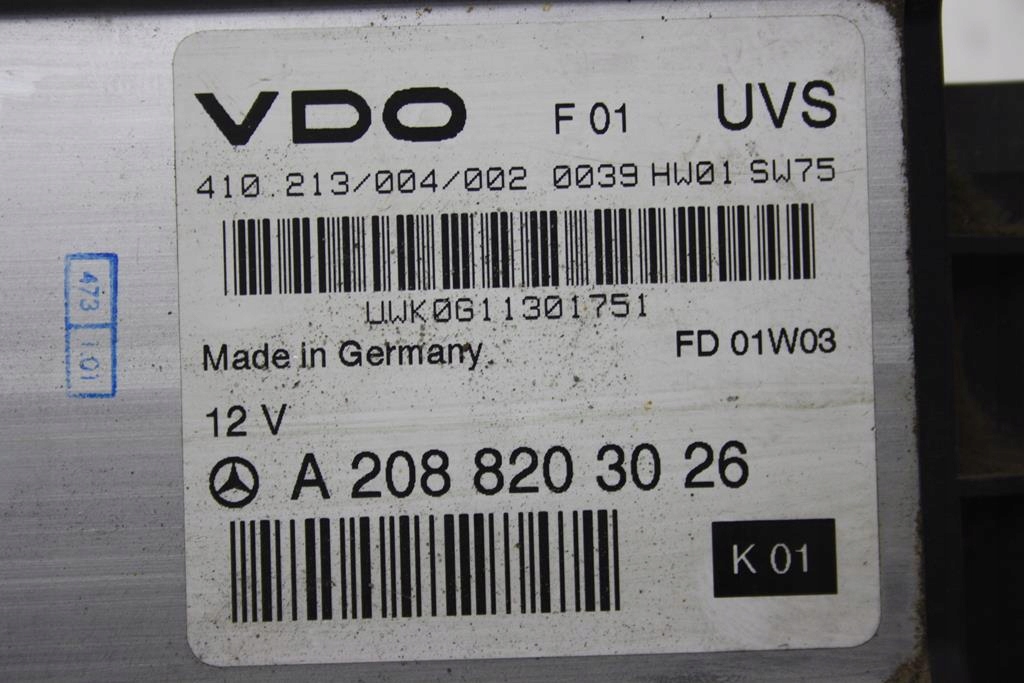 VDO F 01 UVS
410.213/004/002 0039 HW01 SW75
UWK0G11301751
Made in Germany FD 01W03
12 V
A 208 820 30 26
K 01
473 101